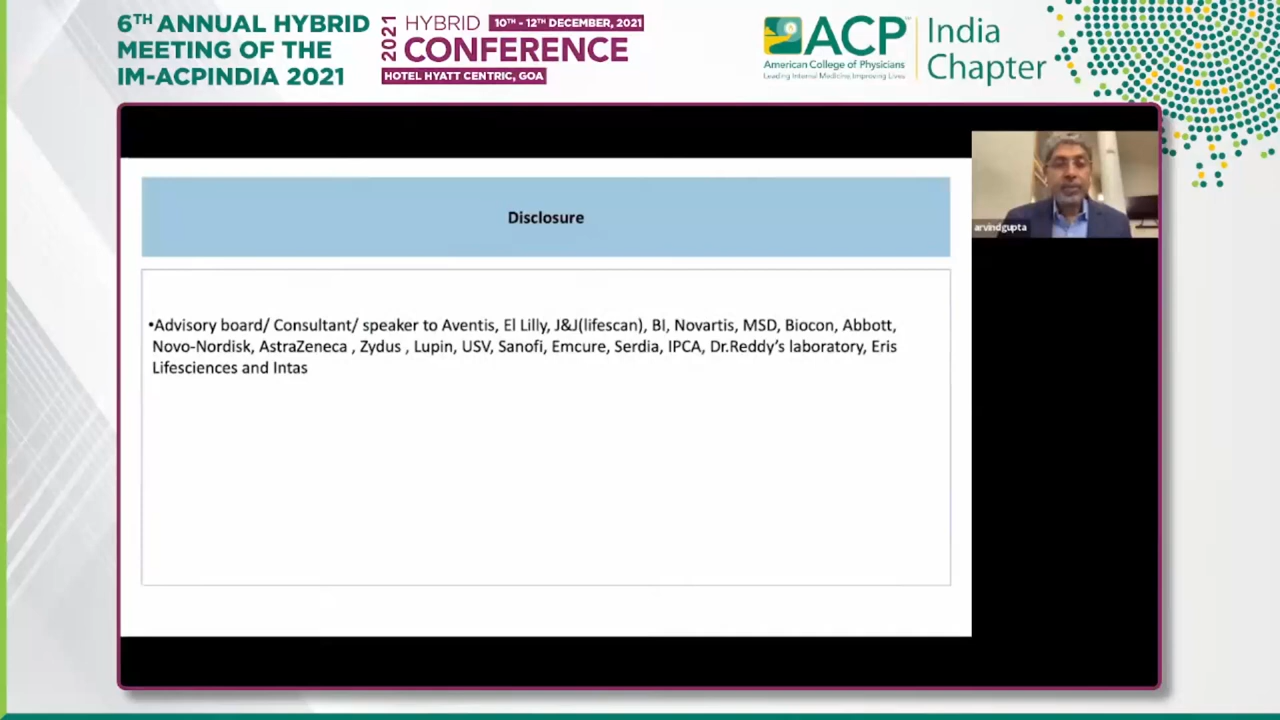 6TH ANNUAL HYBRID
MEETING OF THE
IM-ACPINDIA 2021
2021
HYBRID 10TH - 12TH DECEMBER, 2021
CONFERENCE
HOTEL HYATT CENTRIC, GOA
ACP
American College of Physicians
Leading Internal Medicine, Improving Lives
India
Chapter
arvindgupta
Disclosure
•Advisory board/ Consultant/ speaker to Aventis, El Lilly, J&J(lifescan), BI, Novartis, MSD, Biocon, Abbott,
Novo-Nordisk, AstraZeneca , Zydus , Lupin, USV, Sanofi, Emcure, Serdia, IPCA, Dr.Reddy’s laboratory, Eris
Lifesciences and Intas